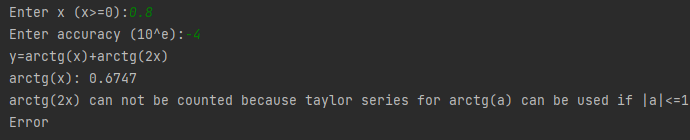 Enter x (x>=0):0.8
Enter accuracy (10^e):-4
y=arctg(x)+arctg(2x)
arctg(x): 0.6747
arctg(2x) can not be counted because taylor series for arctg(a) can be used if |a|<=1
Error